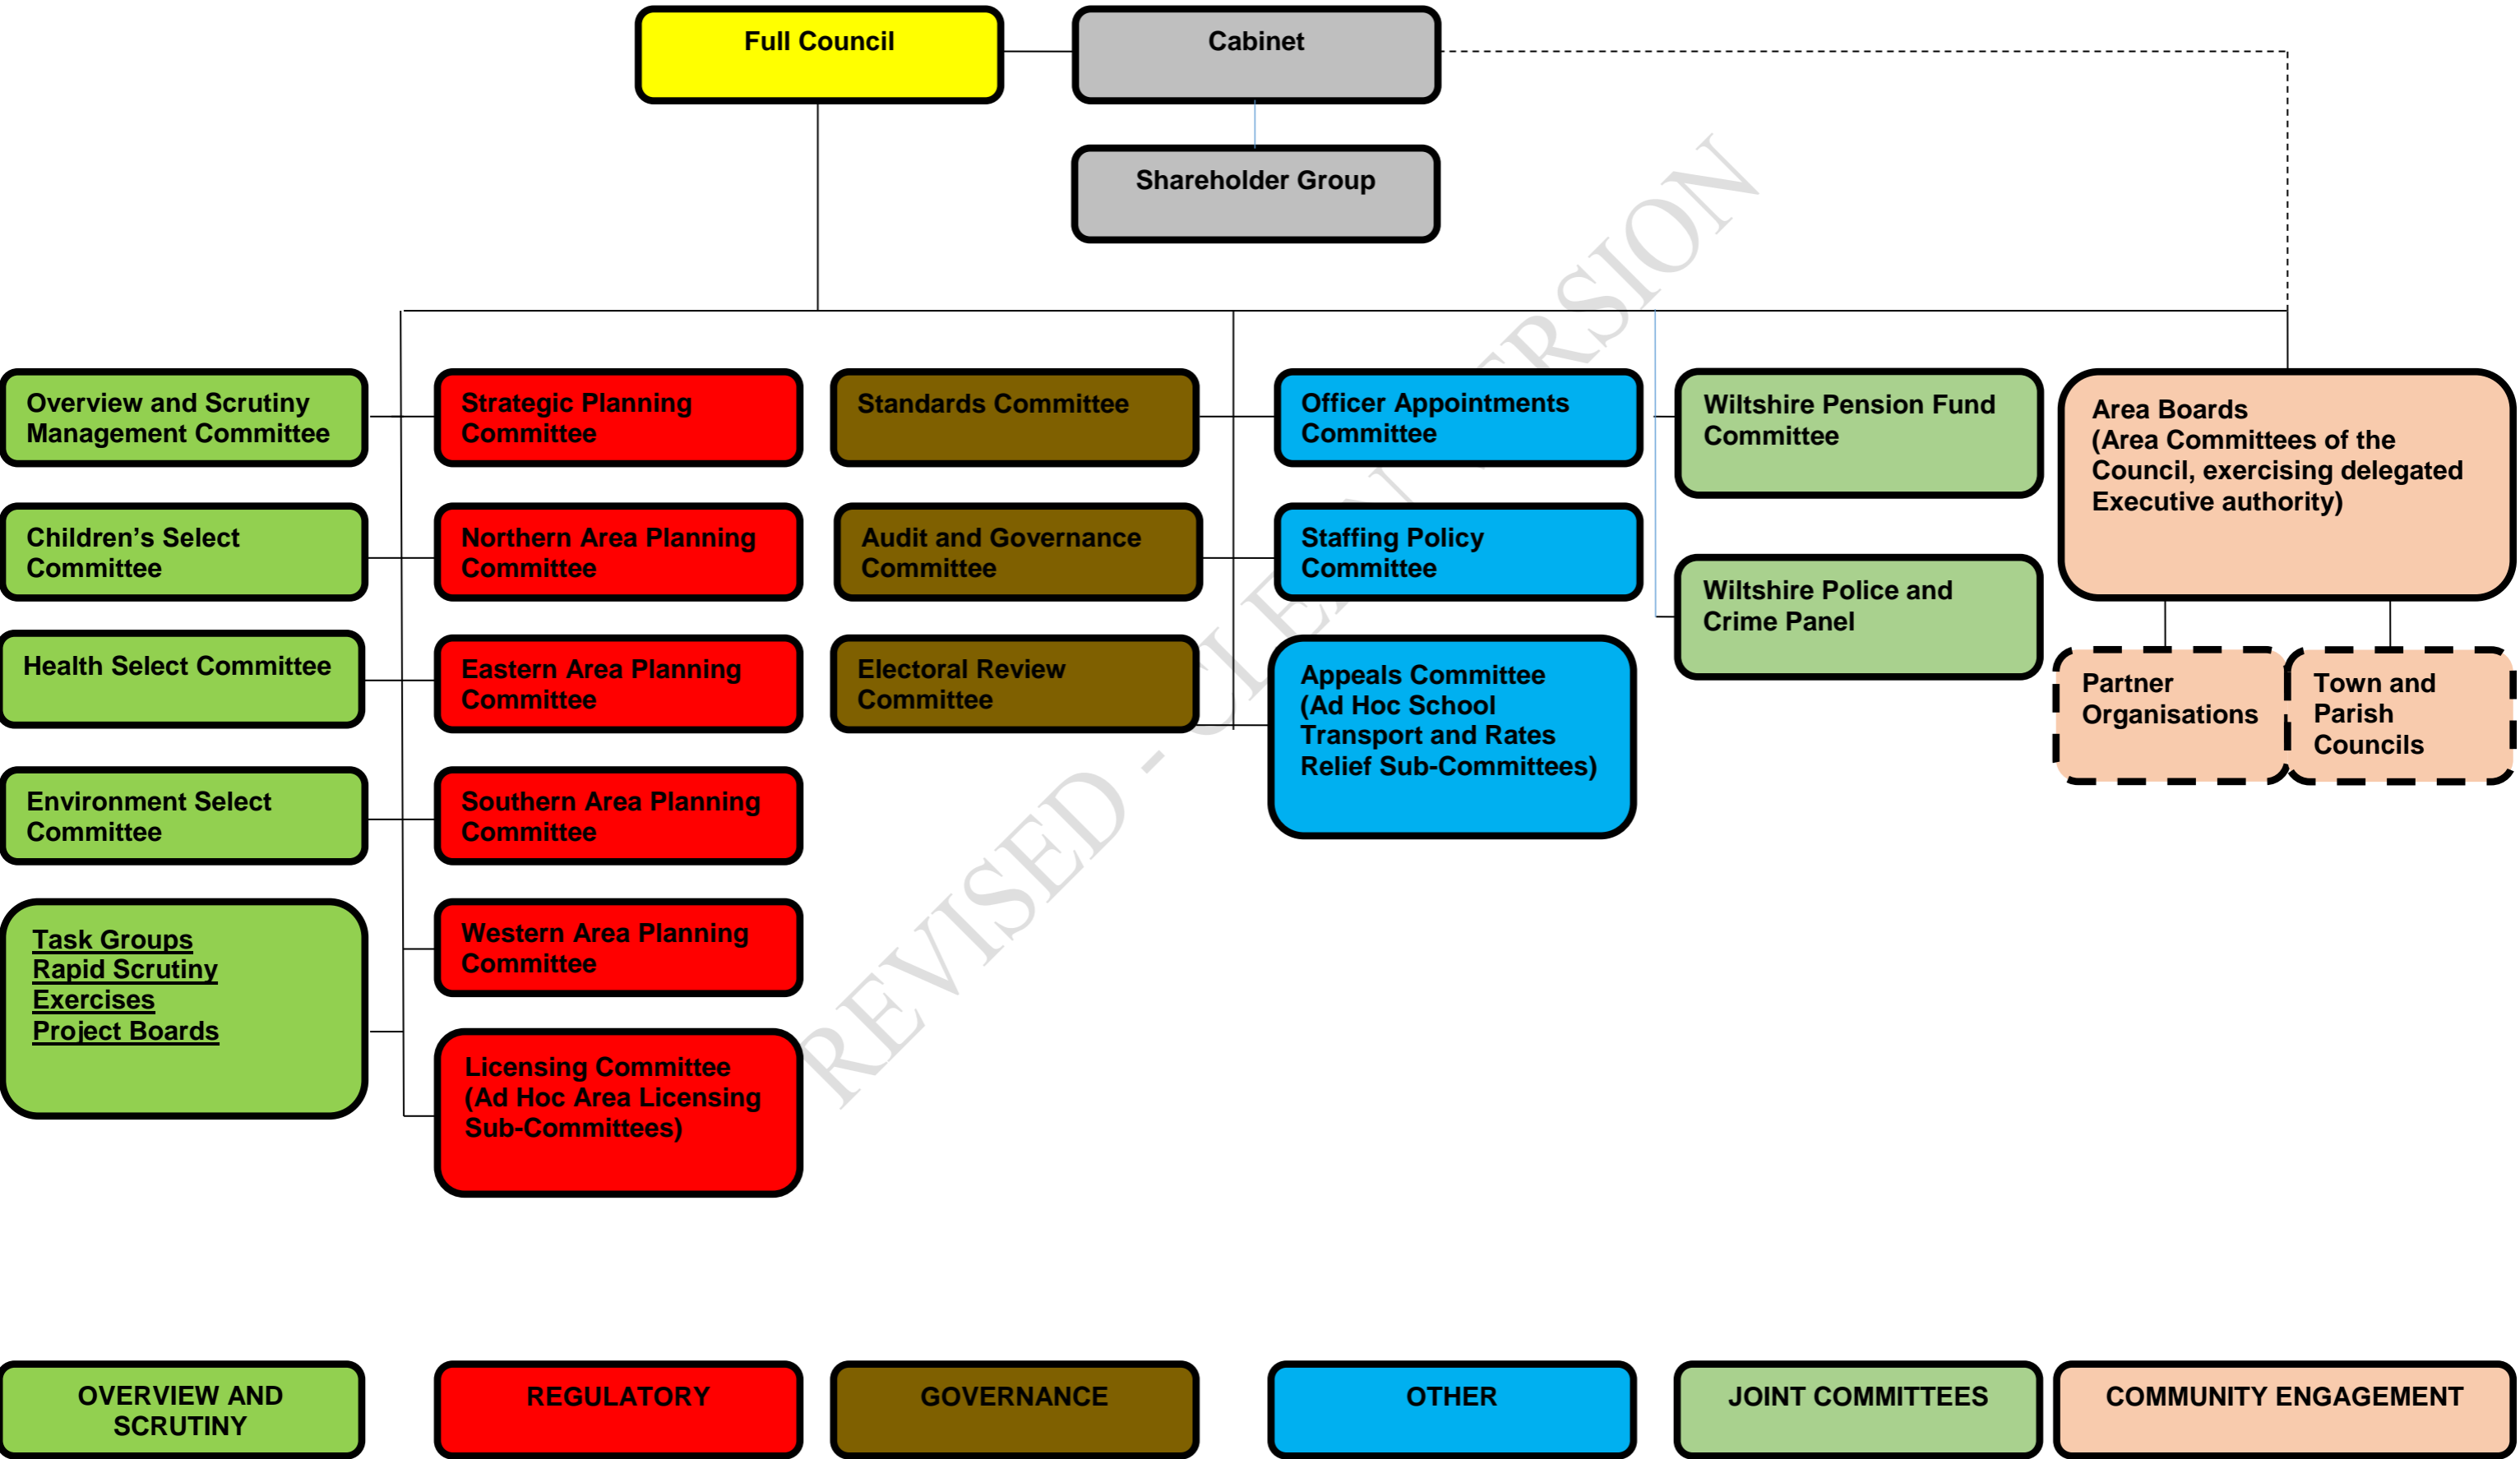 Full Council
Cabinet
Shareholder Group
Overview and Scrutiny
Management Committee
Children's Select
Committee
Health Select Committee
Environment Select
Committee
Task Groups
Rapid Scrutiny
Exercises
Project Boards
Strategic Planning
Committee
Northern Area Planning
Committee
Eastern Area Planning
Committee
Southern Area Planning
Committee
Western Area Planning
Committee
Licensing Committee
(Ad Hoc Area Licensing
Sub-Committees)
Standards Committee
Audit and Governance
Committee
Electoral Review
Committee
Officer Appointments
Committee
Staffing Policy
Committee
Appeals Committee
(Ad Hoc School
Transport and Rates
Relief Sub-Committees)
Wiltshire Pension Fund
Committee
Wiltshire Police and
Crime Panel
Area Boards
(Area Committees of the
Council, exercising delegated
Executive authority)
Partner
Organisations
Town and
Parish
Councils
REVISED -
OVERVIEW AND
SCRUTINY
REGULATORY
GOVERNANCE
OTHER
JOINT COMMITTEES
COMMUNITY ENGAGEMENT